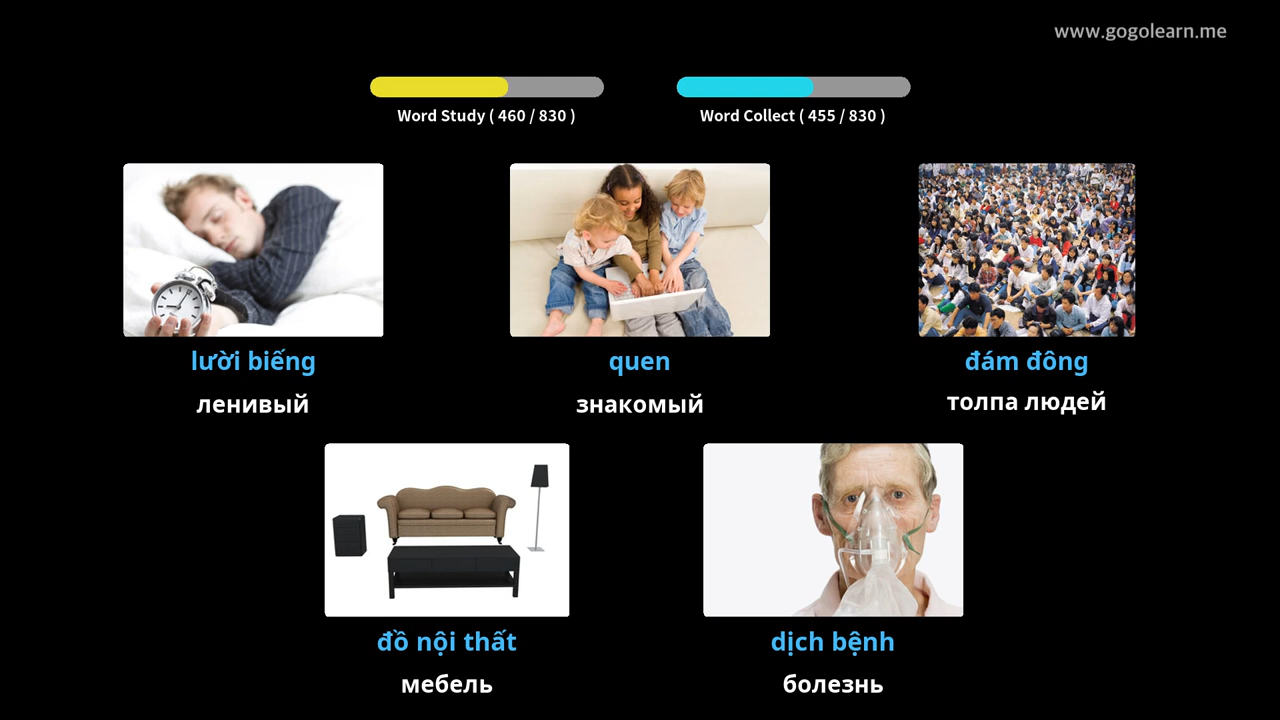 www.gogolearn.me
Word Study ( 460 / 830 )
Word Collect ( 455 / 830 )
lười biếng
quen
đám đông
ленивый
знакомый
толпа людей
đồ nội thất
dịch bệnh
мебель
болезнь